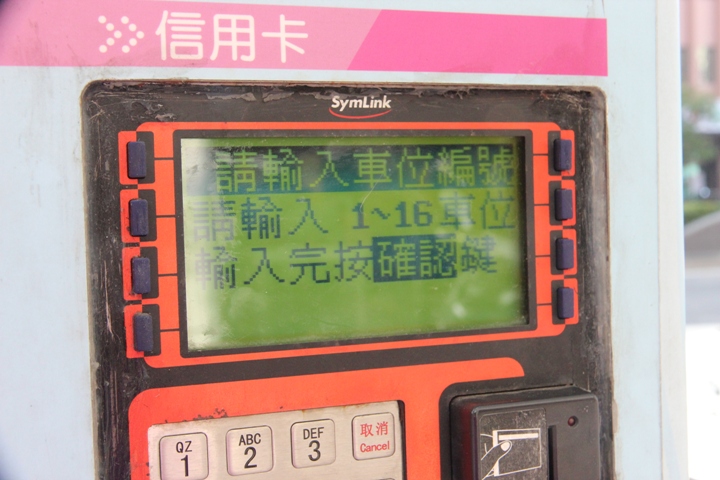 信用卡
SymLink
請輸入車位編號
請輸入 1~16車位
輸入完按確認鍵
QZ
1
ABC
2
DEF
3
取消
Cancel